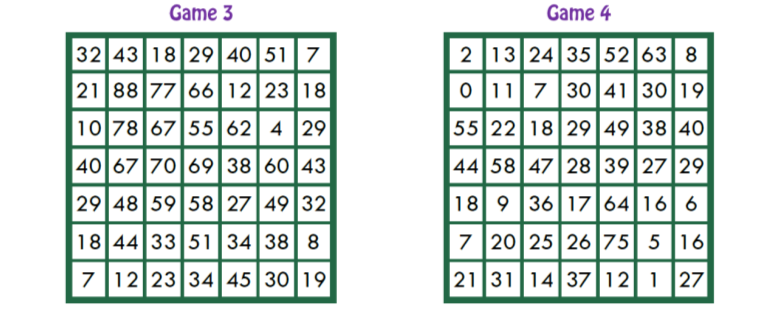 Game 3
32 43 18 29 40 51 7
21 88 77 66 12 23 18
10 78 67 55 62 4 29
40 67 70 69 38 60 43
29 48 59 58 27 49 32
18 44 33 51 34 38 8
7 12 23 34 45 30 19
Game 4
2 13 24 35 52 63 8
0 11 7 30 41 30 19
55 22 18 29 49 38 40
44 58 47 28 39 27 29
18 9 36 17 64 16 6
7 20 25 26 75 5 16
21 31 14 37 12 1 27